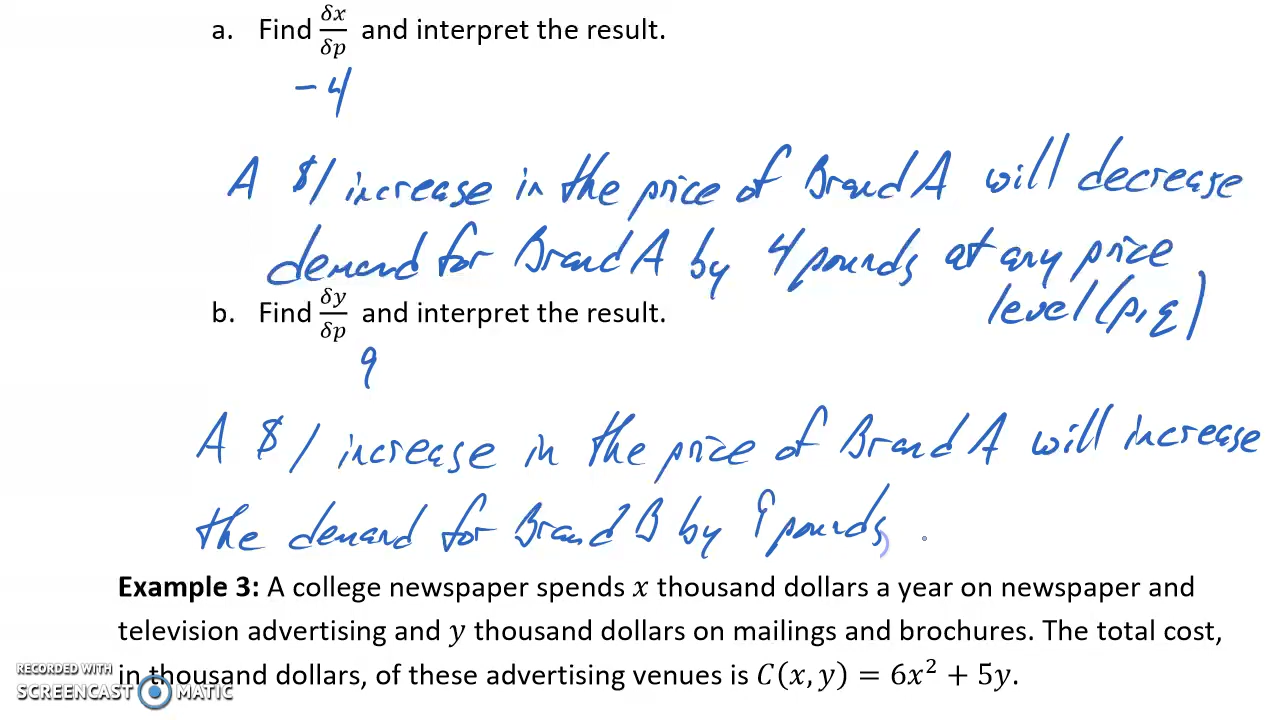 a. Find δx/δp and interpret the result.
-4
A $1 increase in the price of Brand A will decrease
demand for Brand A by 4 pounds at any price
level (p, q)
b. Find δy/δp and interpret the result.
9
A $1 increase in the price of Brand A will increase
the demand for Brand B by 9 pounds
Example 3: A college newspaper spends x thousand dollars a year on newspaper and
television advertising and y thousand dollars on mailings and brochures. The total cost,
in thousand dollars, of these advertising venues is C(x, y) = 6x² + 5y.
RECORDED WITH
SCREENCAST MATIC